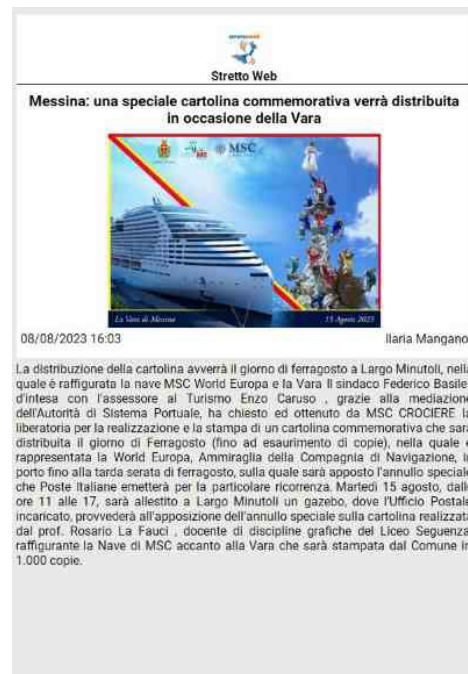 Stretto Web
Messina: una speciale cartolina commemorativa verrà distribuita
in occasione della Vara
MSC
La Vara di Messina
15 Agosto 2023
08/08/2023 16:03
Ilaria Mangano
La distribuzione della cartolina avverrà il giorno di ferragosto a Largo Minutoli, nella
quale è raffigurata la nave MSC World Europa e la Vara Il sindaco Federico Basile,
d'intesa con l'assessore al Turismo Enzo Caruso , grazie alla mediazione
dell'Autorità di Sistema Portuale, ha chiesto ed ottenuto da MSC CROCIERE la
liberatoria per la realizzazione e la stampa di un cartolina commemorativa che sarà
distribuita il giorno di Ferragosto (fino ad esaurimento di copie), nella quale è
rappresentata la World Europa, Ammiraglia della Compagnia di Navigazione, in
porto fino alla tarda serata di ferragosto, sulla quale sarà apposto l'annullo speciale
che Poste Italiane emetterà per la particolare ricorrenza. Martedì 15 agosto, dalle
ore 11 alle 17, sarà allestito a Largo Minutoli un gazebo, dove l'Ufficio Postale
incaricato, provvederà all'apposizione dell'annullo speciale sulla cartolina realizzata
dal prof. Rosario La Fauci , docente di discipline grafiche del Liceo Seguenza,
raffigurante la Nave di MSC accanto alla Vara che sarà stampata dal Comune in
1.000 copie.